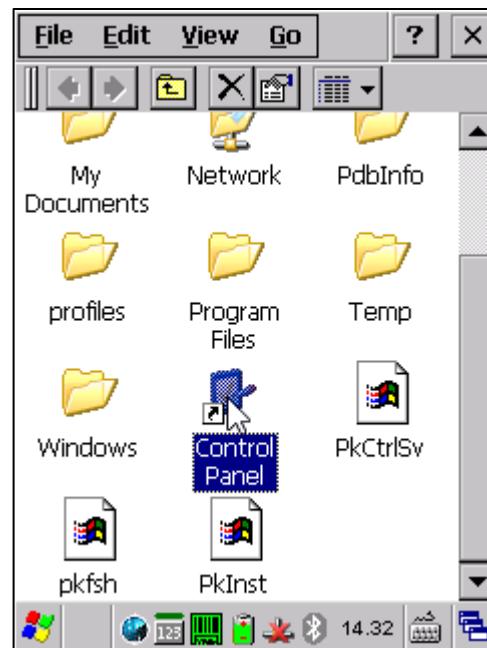 File Edit View Go ?
My Documents
Network
PdbInfo
profiles
Program Files
Temp
Windows
Control Panel
PkCtrlSv
pkfsh
PkInst
123 14.32